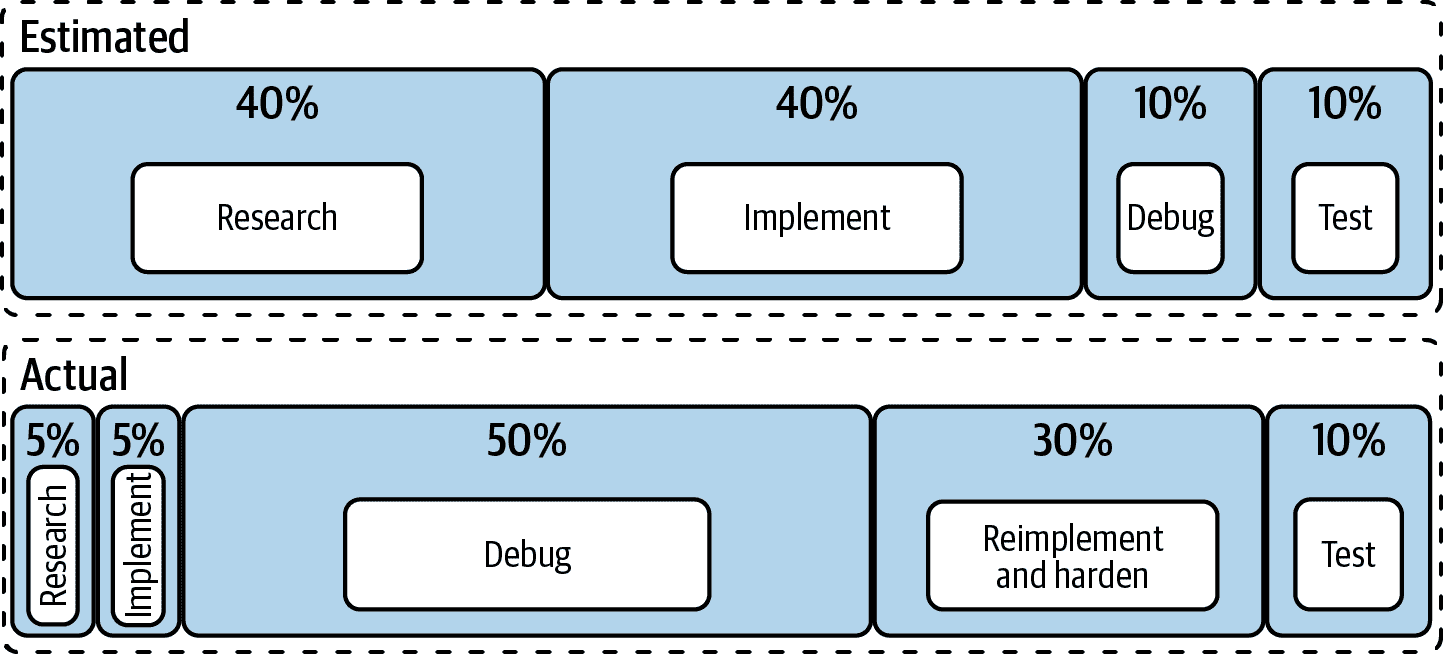 Estimated
40%
40%
10%
10%
Research
Implement
Debug
Test
Actual
5%
5%
50%
30%
10%
Research
Implement
Debug
Reimplement
and harden
Test